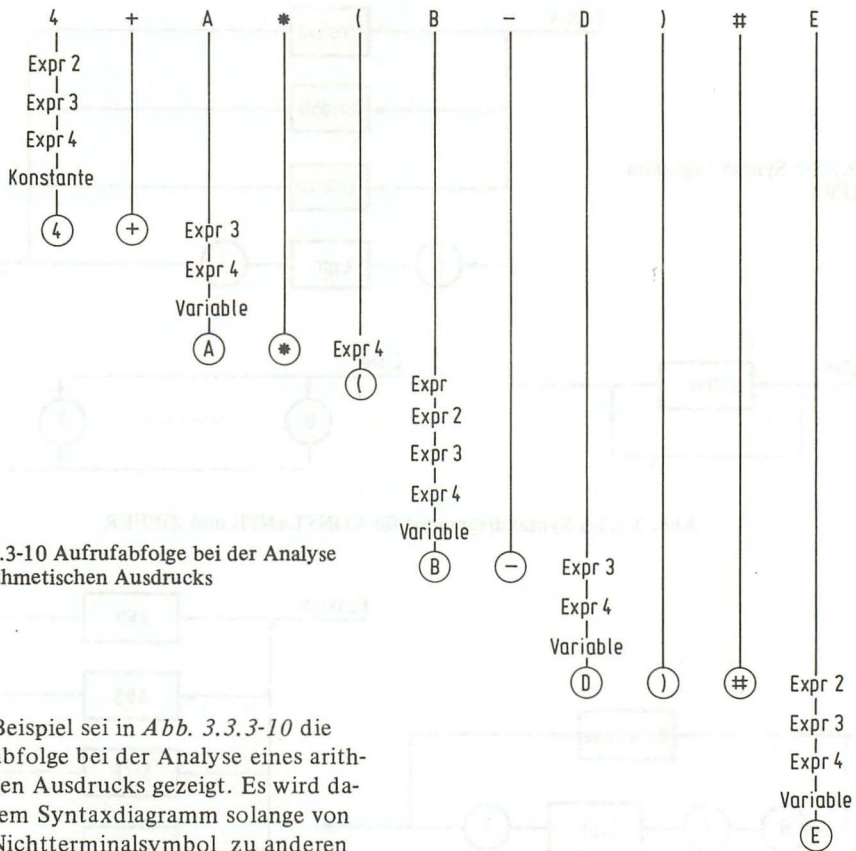 4 + A * ( B - D ) # E
Expr 2
Expr 3
Expr 4
Konstante
4 + Expr 3
Expr 4
Variable
A * Expr 4
( Expr
Expr 2
Expr 3
Expr 4
Variable
.3-10 Aufrufabfolge bei der Analyse
B - Expr 3
hmetischen Ausdrucks
Expr 4
Variable
D ) # Expr 2
Expr 3
Expr 4
Variable
E
Beispiel sei in Abb. 3.3.3-10 die
bfolge bei der Analyse eines arith-
en Ausdrucks gezeigt. Es wird da-
em Syntaxdiagramm solange von
Nichtterminalsymbol zu anderen